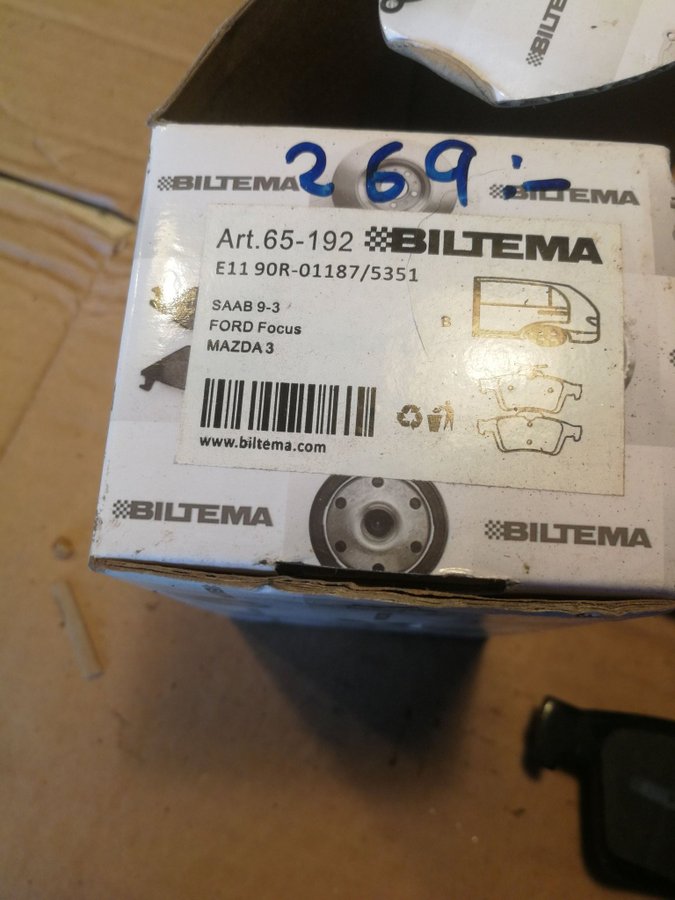 BILTEMA
269:-
BILTEMA
BILTEMA
Art.65-192 BILTEMA
E11 90R-01187/5351
SAAB 9-3
FORD Focus
MAZDA 3
B
www.biltema.com
BILTEMA
BILTEMA